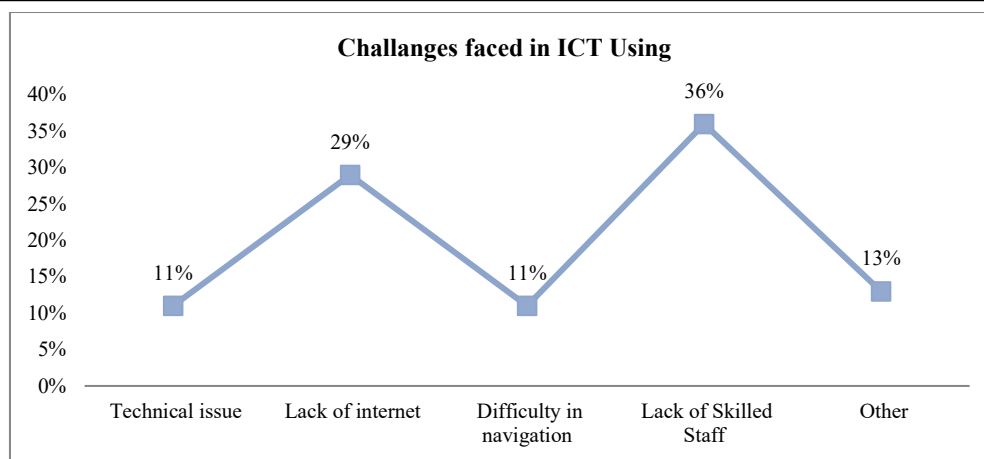 Challanges faced in ICT Using
40%
35%
30%
25%
20%
15%
10%
5%
0%
11%
29%
11%
36%
13%
Technical issue
Lack of internet
Difficulty in
navigation
Lack of Skilled
Staff
Other